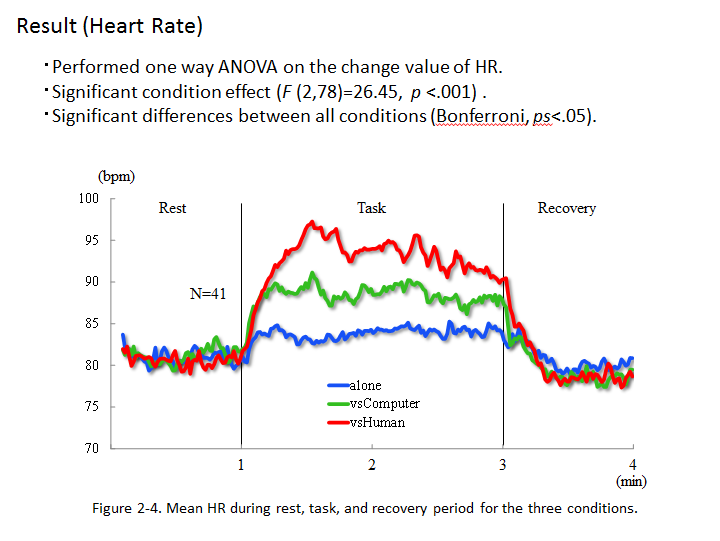 Result (Heart Rate)
・Performed one way ANOVA on the change value of HR.
・Significant condition effect (F (2,78)=26.45, p <.001) .
・Significant differences between all conditions (Bonferroni, ps<.05).
(bpm)
100
95
90
85
80
75
70
Rest
Task
Recovery
N=41
alone
vsComputer
vsHuman
1
2
3
4
(min)
Figure 2-4. Mean HR during rest, task, and recovery period for the three conditions.